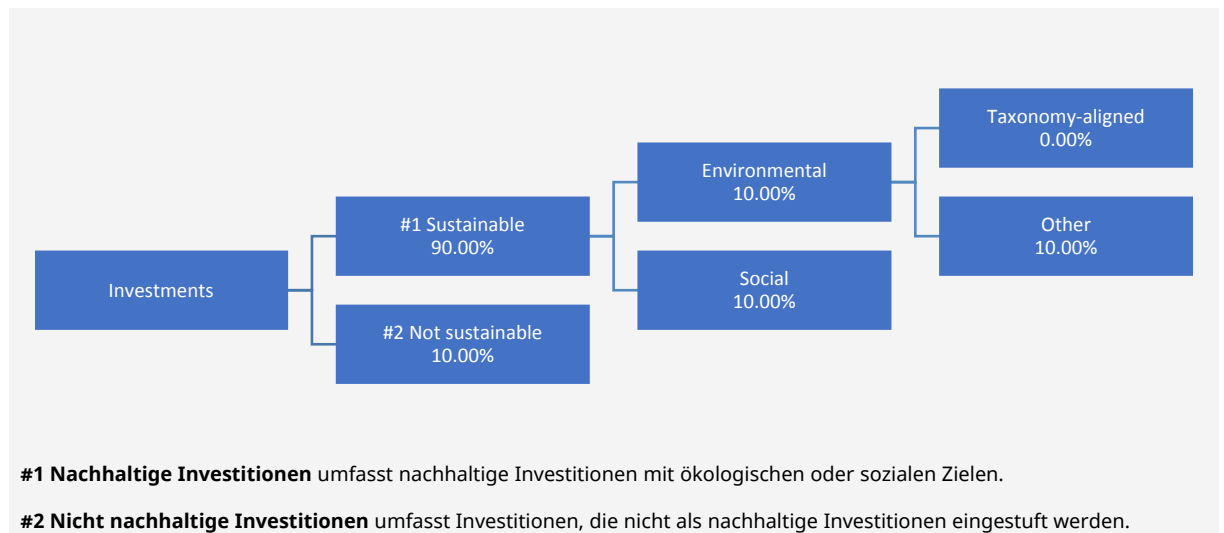 Investments
#1 Sustainable
90.00%
#2 Not sustainable
10.00%
Environmental
10.00%
Social
10.00%
Taxonomy-aligned
0.00%
Other
10.00%
#1 Nachhaltige Investitionen umfasst nachhaltige Investitionen mit ökologischen oder sozialen Zielen.
#2 Nicht nachhaltige Investitionen umfasst Investitionen, die nicht als nachhaltige Investitionen eingestuft werden.